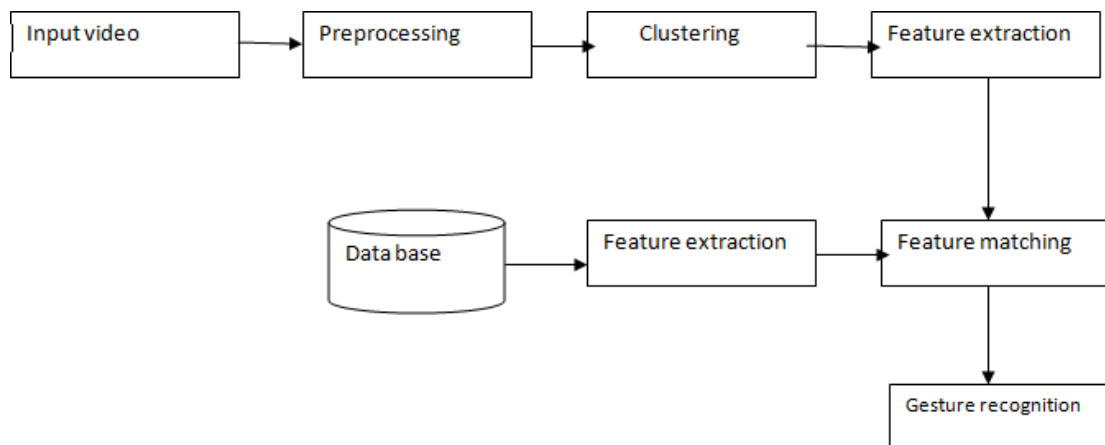 Input video
Preprocessing
Clustering
Feature extraction
Data base
Feature extraction
Feature matching
Gesture recognition